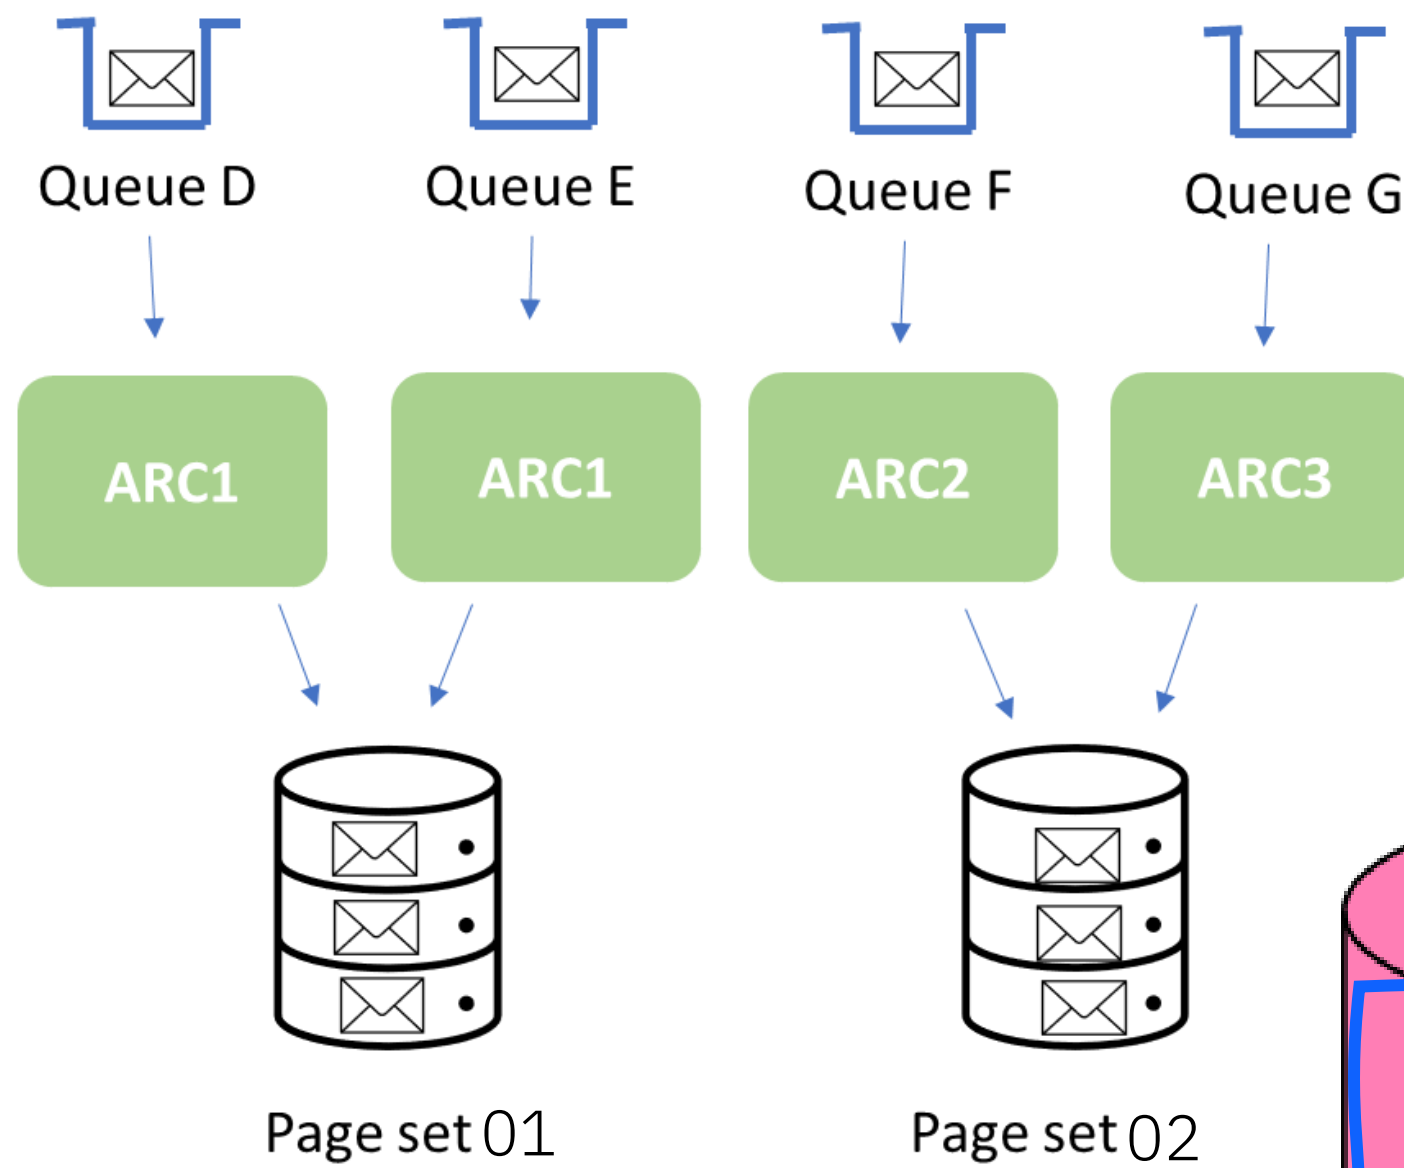 Queue D
Queue E
Queue F
Queue G
ARC1
ARC1
ARC2
ARC3
Page set 01
Page set 02